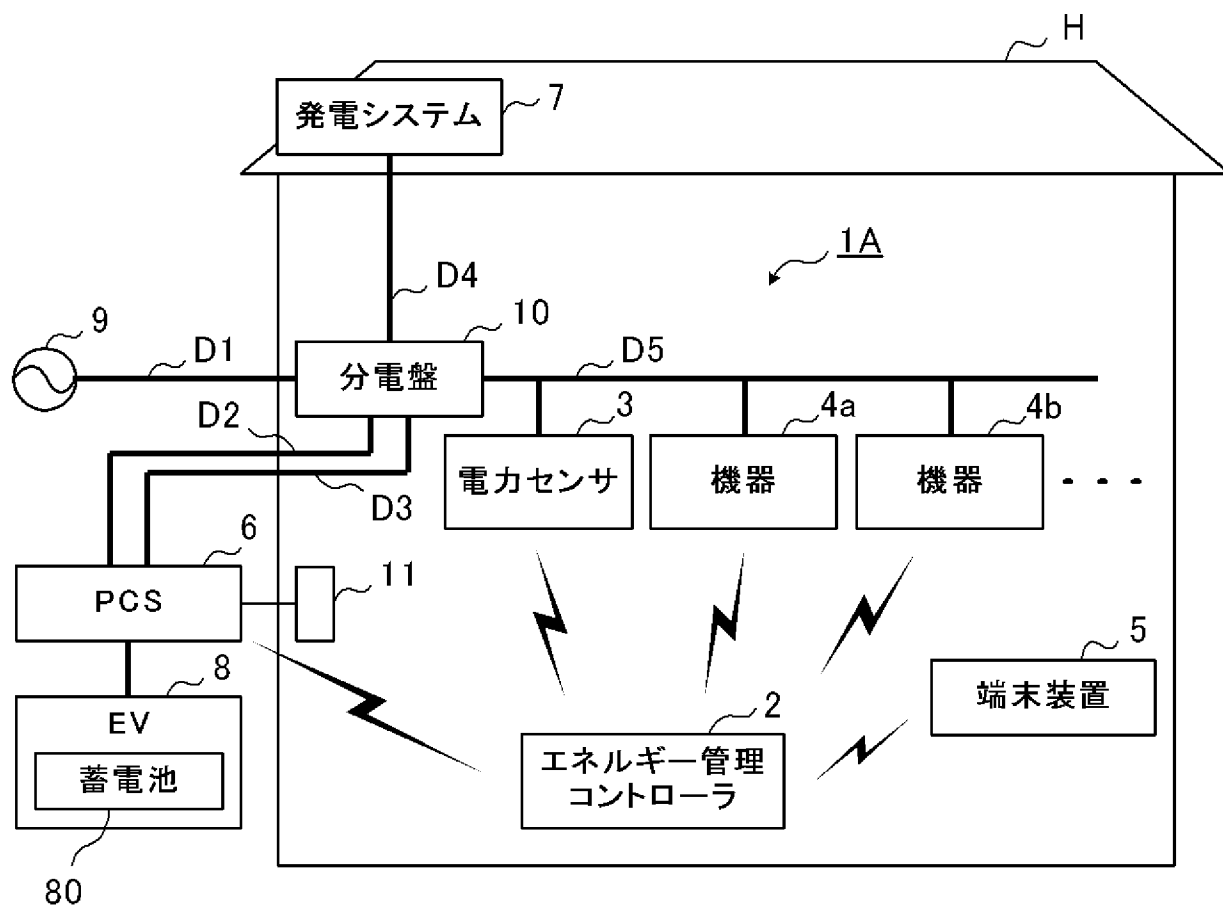 H
発電システム
7
1A
D4
9
10
D1
D5
分電盤
3
4a
4b
D2
電力センサ
機器
機器
・・・
D3
6
11
PCS
5
8
端末装置
EV
2
蓄電池
エネルギー管理
コントローラ
80